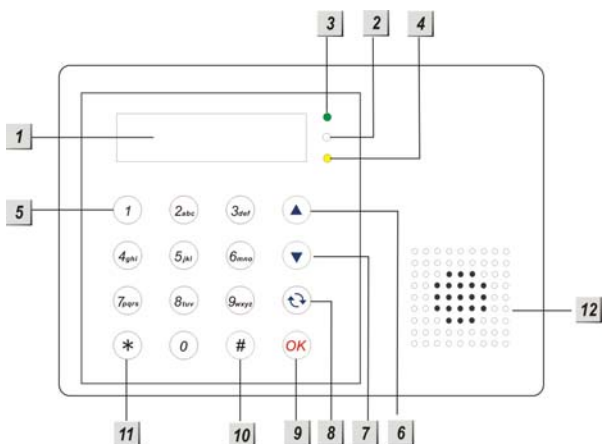 3 2 4
1
5 1 2abc 3def
4ghi 5jkl 6mno
7pqrs 8tuv 9wxyz 12
* 0 # OK
11 10 9 8 7 6